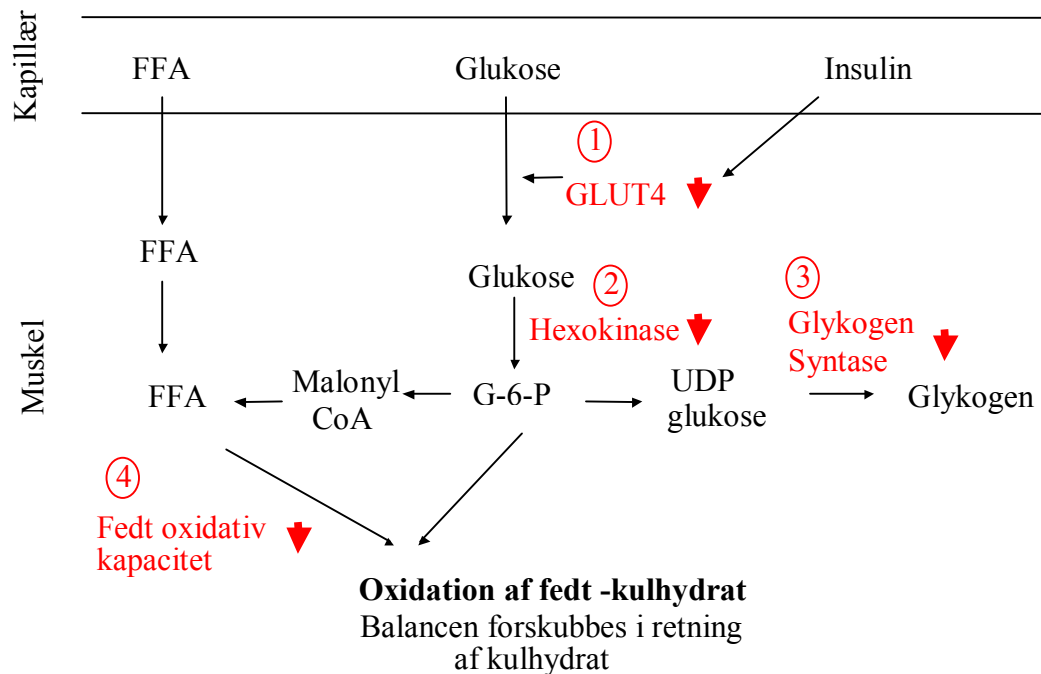 Kapillær
FFA
Glukose
Insulin
1
GLUT4
Muskel
FFA
Glukose
2
Hexokinase
3
Glykogen
Syntase
FFA
Malonyl
CoA
G-6-P
UDP
glukose
Glykogen
4
Fedt oxidativ
kapacitet
Oxidation af fedt -kulhydrat
Balancen forskubbes i retning
af kulhydrat